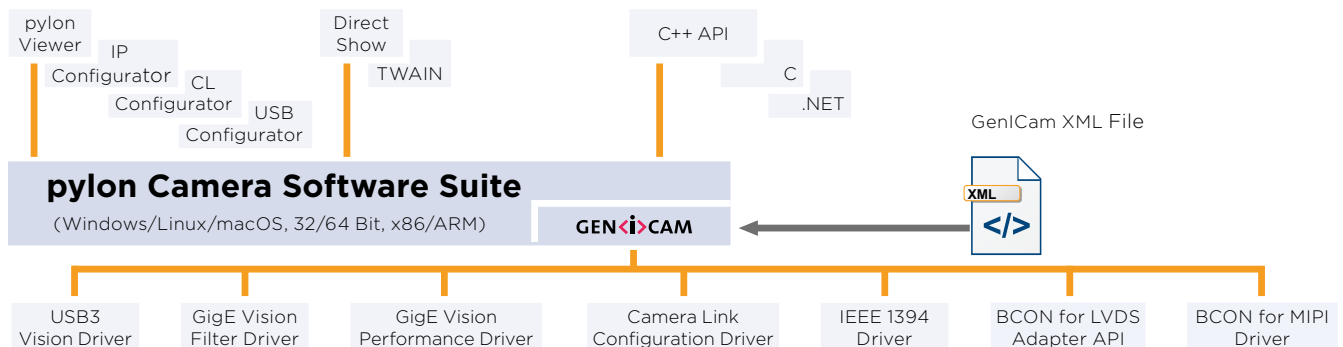 pylon
Viewer
IP
Configurator
CL
Configurator
USB
Configurator
Direct
Show
TWAIN
C++ API
C
.NET
GenICam XML File
XML
</>
pylon Camera Software Suite
(Windows/Linux/macOS, 32/64 Bit, x86/ARM)
GEN<i>CAM
USB3
Vision Driver
GigE Vision
Filter Driver
GigE Vision
Performance Driver
Camera Link
Configuration Driver
IEEE 1394
Driver
BCON for LVDS
Adapter API
BCON for MIPI
Driver